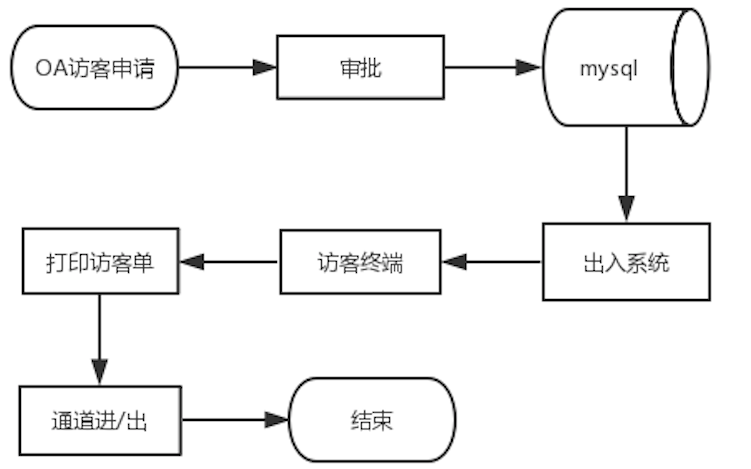 OA访客申请
审批
mysql
出入系统
访客终端
打印访客单
通道进/出
结束